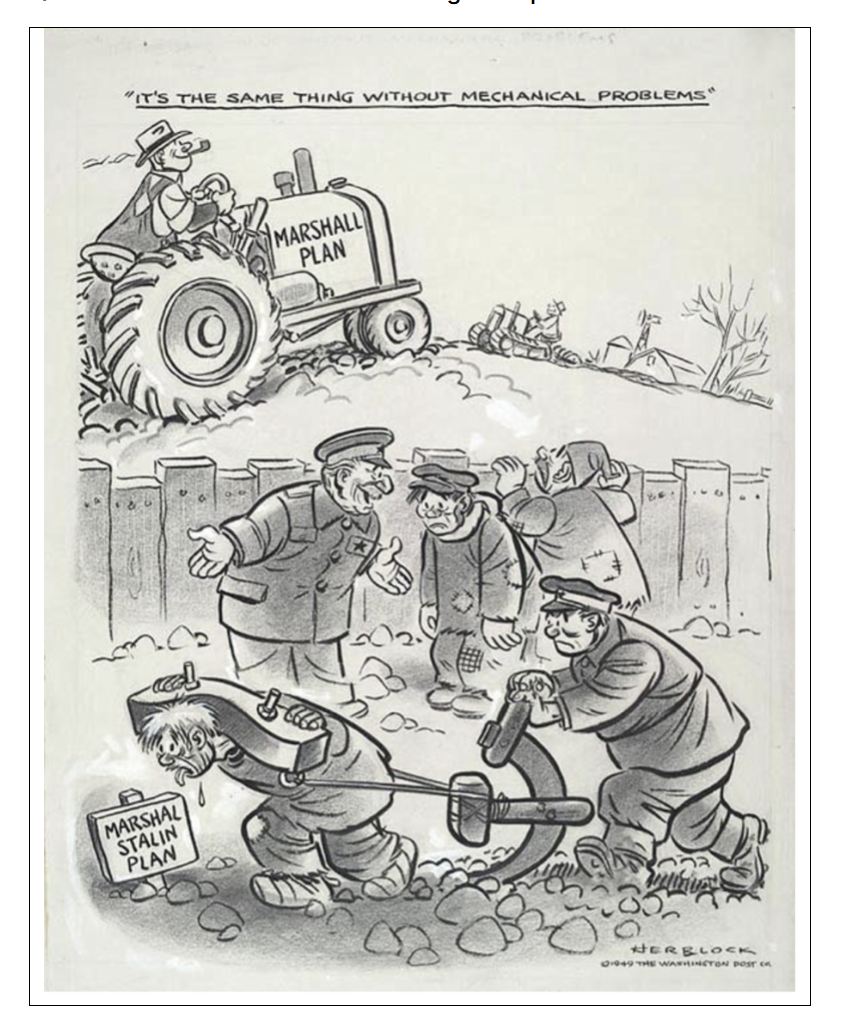 "IT'S THE SAME THING WITHOUT MECHANICAL PROBLEMS"
MARSHALL
PLAN
MARSHAL
STALIN
PLAN
HERBLOCK
©1949 THE WASHINGTON POST CO.